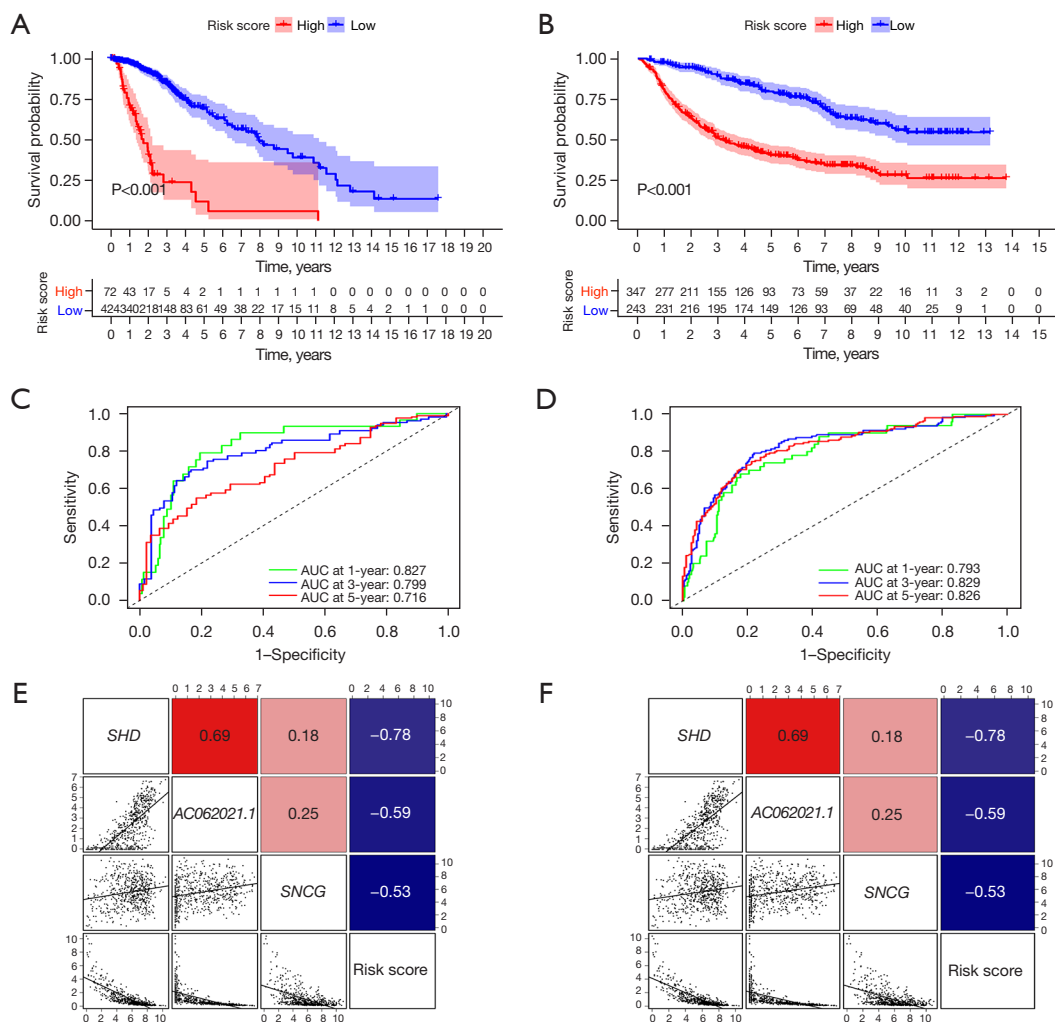 A
Risk score High Low
Survival probability
1.00
0.75
0.50
0.25
0.00
P<0.001
0 1 2 3 4 5 6 7 8 9 10 11 12 13 14 15 16 17 18 19 20
Time, years
Risk score
High 72 43 17 5 4 2 1 1 1 1 1 1 0 0 0 0 0 0 0 0 0
Low 424 340 218 148 83 61 49 38 22 17 15 11 8 5 4 2 1 1 0 0 0
0 1 2 3 4 5 6 7 8 9 10 11 12 13 14 15 16 17 18 19 20
Time, years
B
Risk score High Low
Survival probability
1.00
0.75
0.50
0.25
0.00
P<0.001
0 1 2 3 4 5 6 7 8 9 10 11 12 13 14 15
Time, years
Risk score
High 347 277 211 155 126 93 73 59 37 22 16 11 3 2 0 0
Low 243 231 216 195 174 149 126 93 69 48 40 25 9 1 0 0
0 1 2 3 4 5 6 7 8 9 10 11 12 13 14 15
Time, years
C
Sensitivity
1.0
0.8
0.6
0.4
0.2
0.0
AUC at 1-year: 0.827
AUC at 3-year: 0.799
AUC at 5-year: 0.716
0.0 0.2 0.4 0.6 0.8 1.0
1–Specificity
D
Sensitivity
1.0
0.8
0.6
0.4
0.2
0.0
AUC at 1-year: 0.793
AUC at 3-year: 0.829
AUC at 5-year: 0.826
0.0 0.2 0.4 0.6 0.8 1.0
1–Specificity
E
0 1 2 3 4 5 6 7
0 2 4 6 8 10
SHD 0.69 0.18 −0.78
10
8
6
4
2
0
7
6
5
4
3
2
1
0
AC062021.1 0.25 −0.59
SNCG −0.53
10
8
6
4
2
0
10
8
6
4
2
0
Risk score
0 2 4 6 8 10
0 2 4 6 8 10
F
0 1 2 3 4 5 6 7
0 2 4 6 8 10
SHD 0.69 0.18 −0.78
10
8
6
4
2
0
7
6
5
4
3
2
1
0
AC062021.1 0.25 −0.59
SNCG −0.53
10
8
6
4
2
0
10
8
6
4
2
0
Risk score
0 2 4 6 8 10
0 2 4 6 8 10